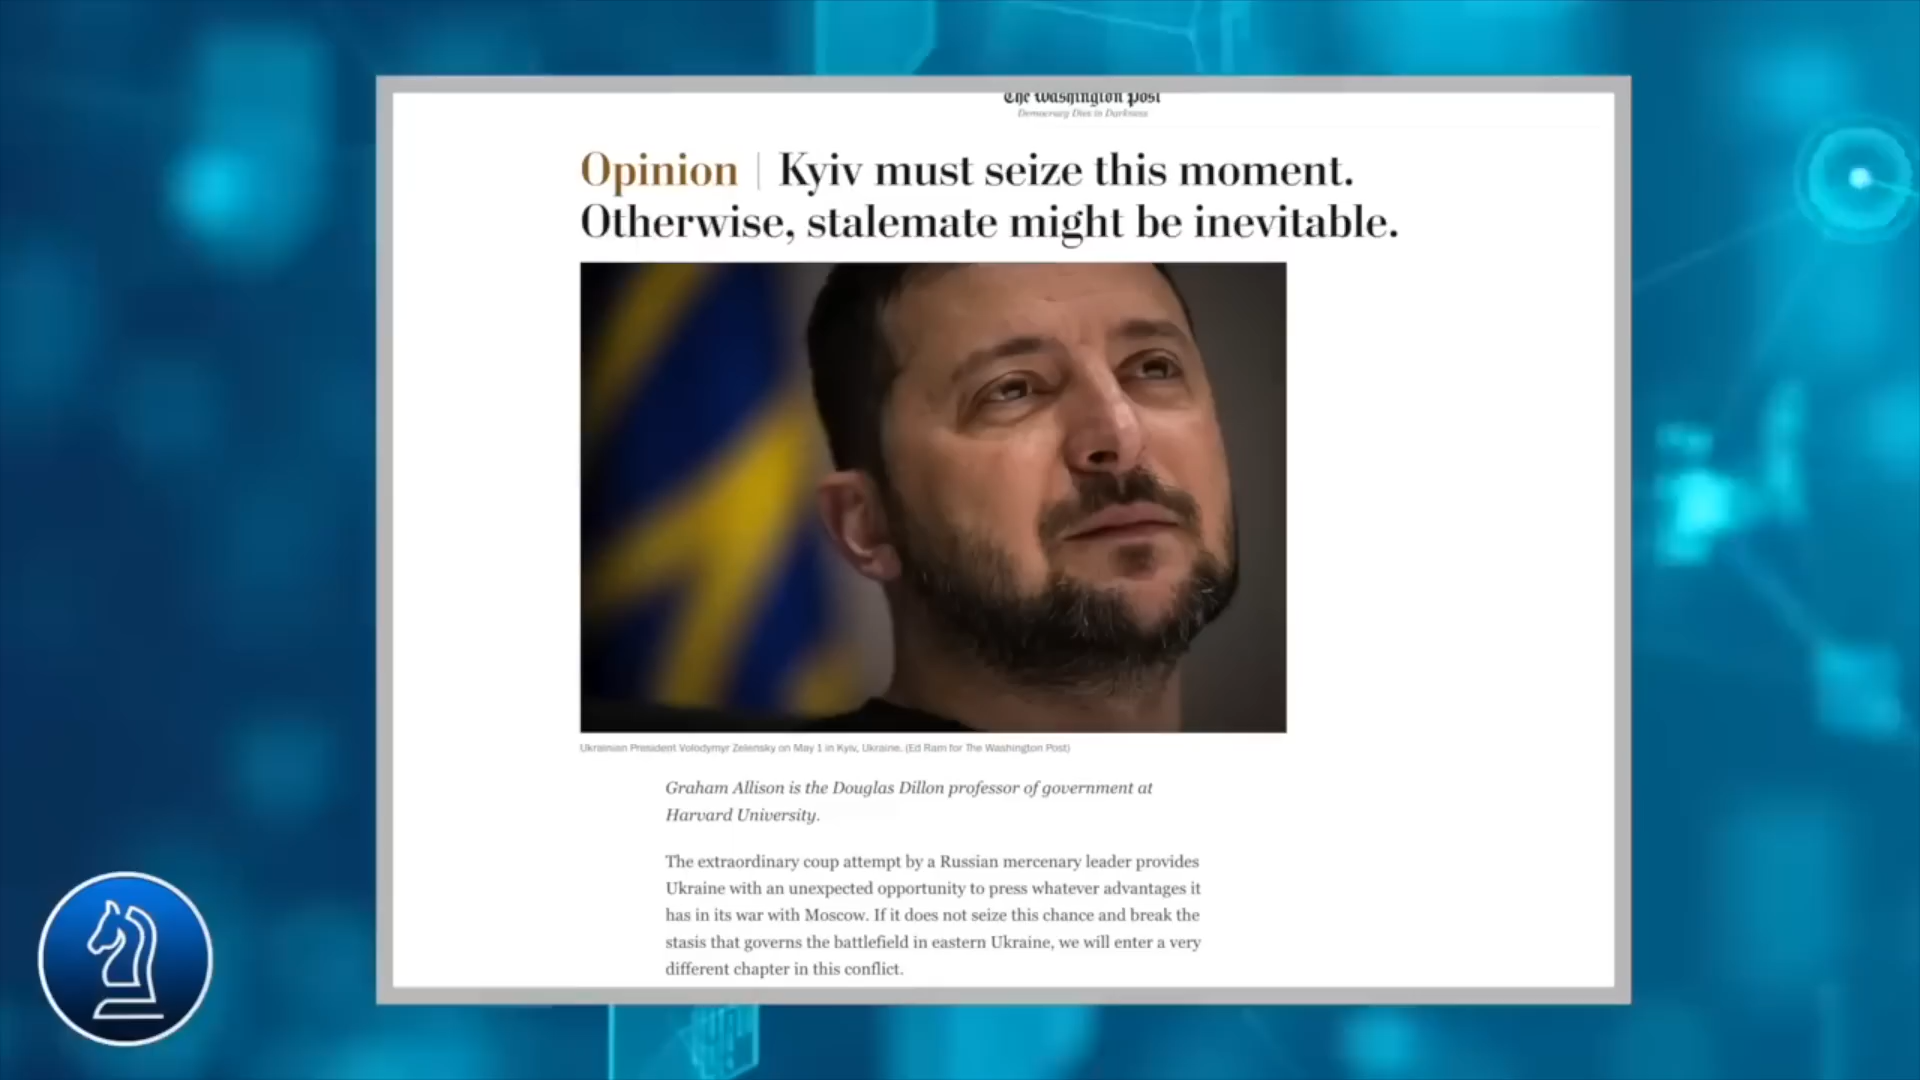 The Washington Post
Democracy Dies in Darkness
Opinion | Kyiv must seize this moment.
Otherwise, stalemate might be inevitable.
Ukrainian President Volodymyr Zelensky on May 1 in Kyiv, Ukraine. (Ed Ram for The Washington Post)
Graham Allison is the Douglas Dillon professor of government at
Harvard University.
The extraordinary coup attempt by a Russian mercenary leader provides
Ukraine with an unexpected opportunity to press whatever advantages it
has in its war with Moscow. If it does not seize this chance and break the
stasis that governs the battlefield in eastern Ukraine, we will enter a very
different chapter in this conflict.